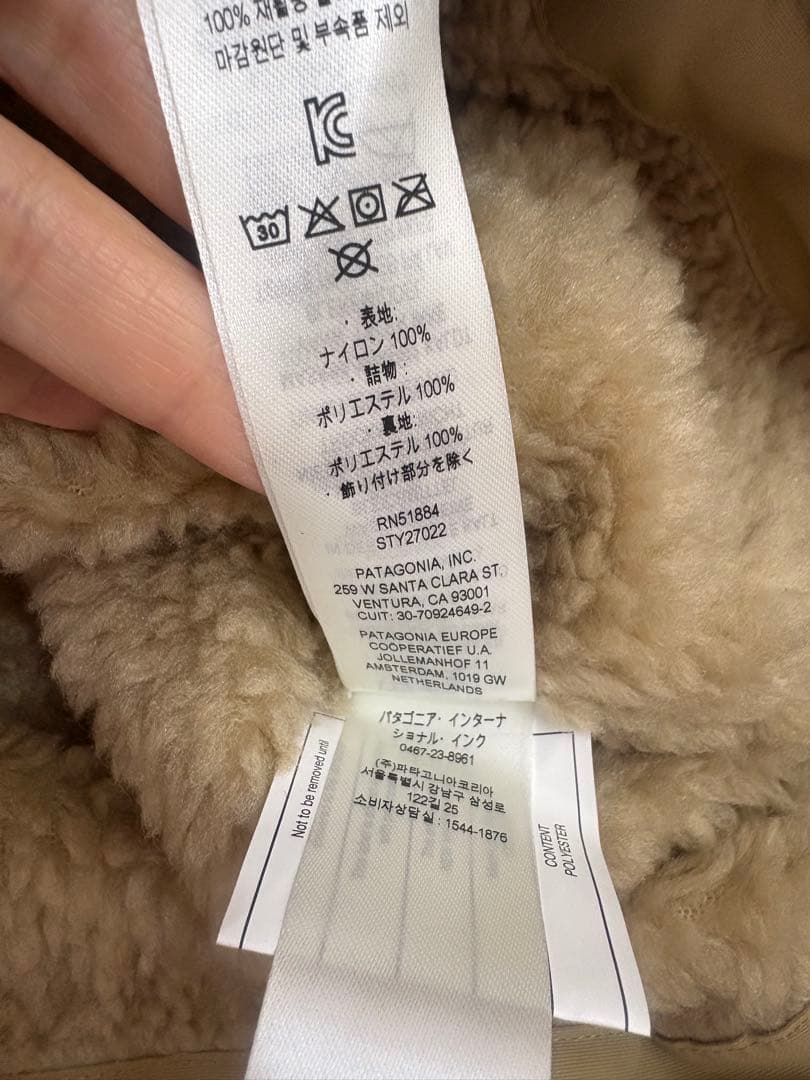 100% 재활용
마감원단 및 부속품 제외
30
・表地:
ナイロン 100%
・詰物:
ポリエステル 100%
・裏地:
ポリエステル 100%
・飾り付け部分を除く
RN51884
STY27022
PATAGONIA, INC.
259 W SANTA CLARA ST.
VENTURA, CA 93001
CUIT: 30-70924649-2
PATAGONIA EUROPE
COÖPERATIEF U.A.
JOLLEMANHOF 11
AMSTERDAM, 1019 GW
NETHERLANDS
パタゴニア・インターナ
ショナル・インク
0467-23-8961
(주)파타고니아코리아
서울특별시 강남구 삼성로
122길 25
소비자상담실 : 1544-1876
Not to be removed until
CONTENT
POLYESTER